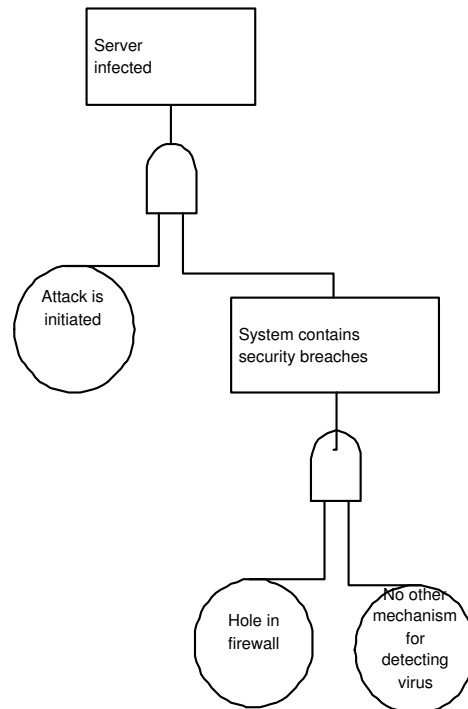 Server
infected
Attack is
initiated
System contains
security breaches
Hole in
firewall
No other
mechanism
for
detecting
virus